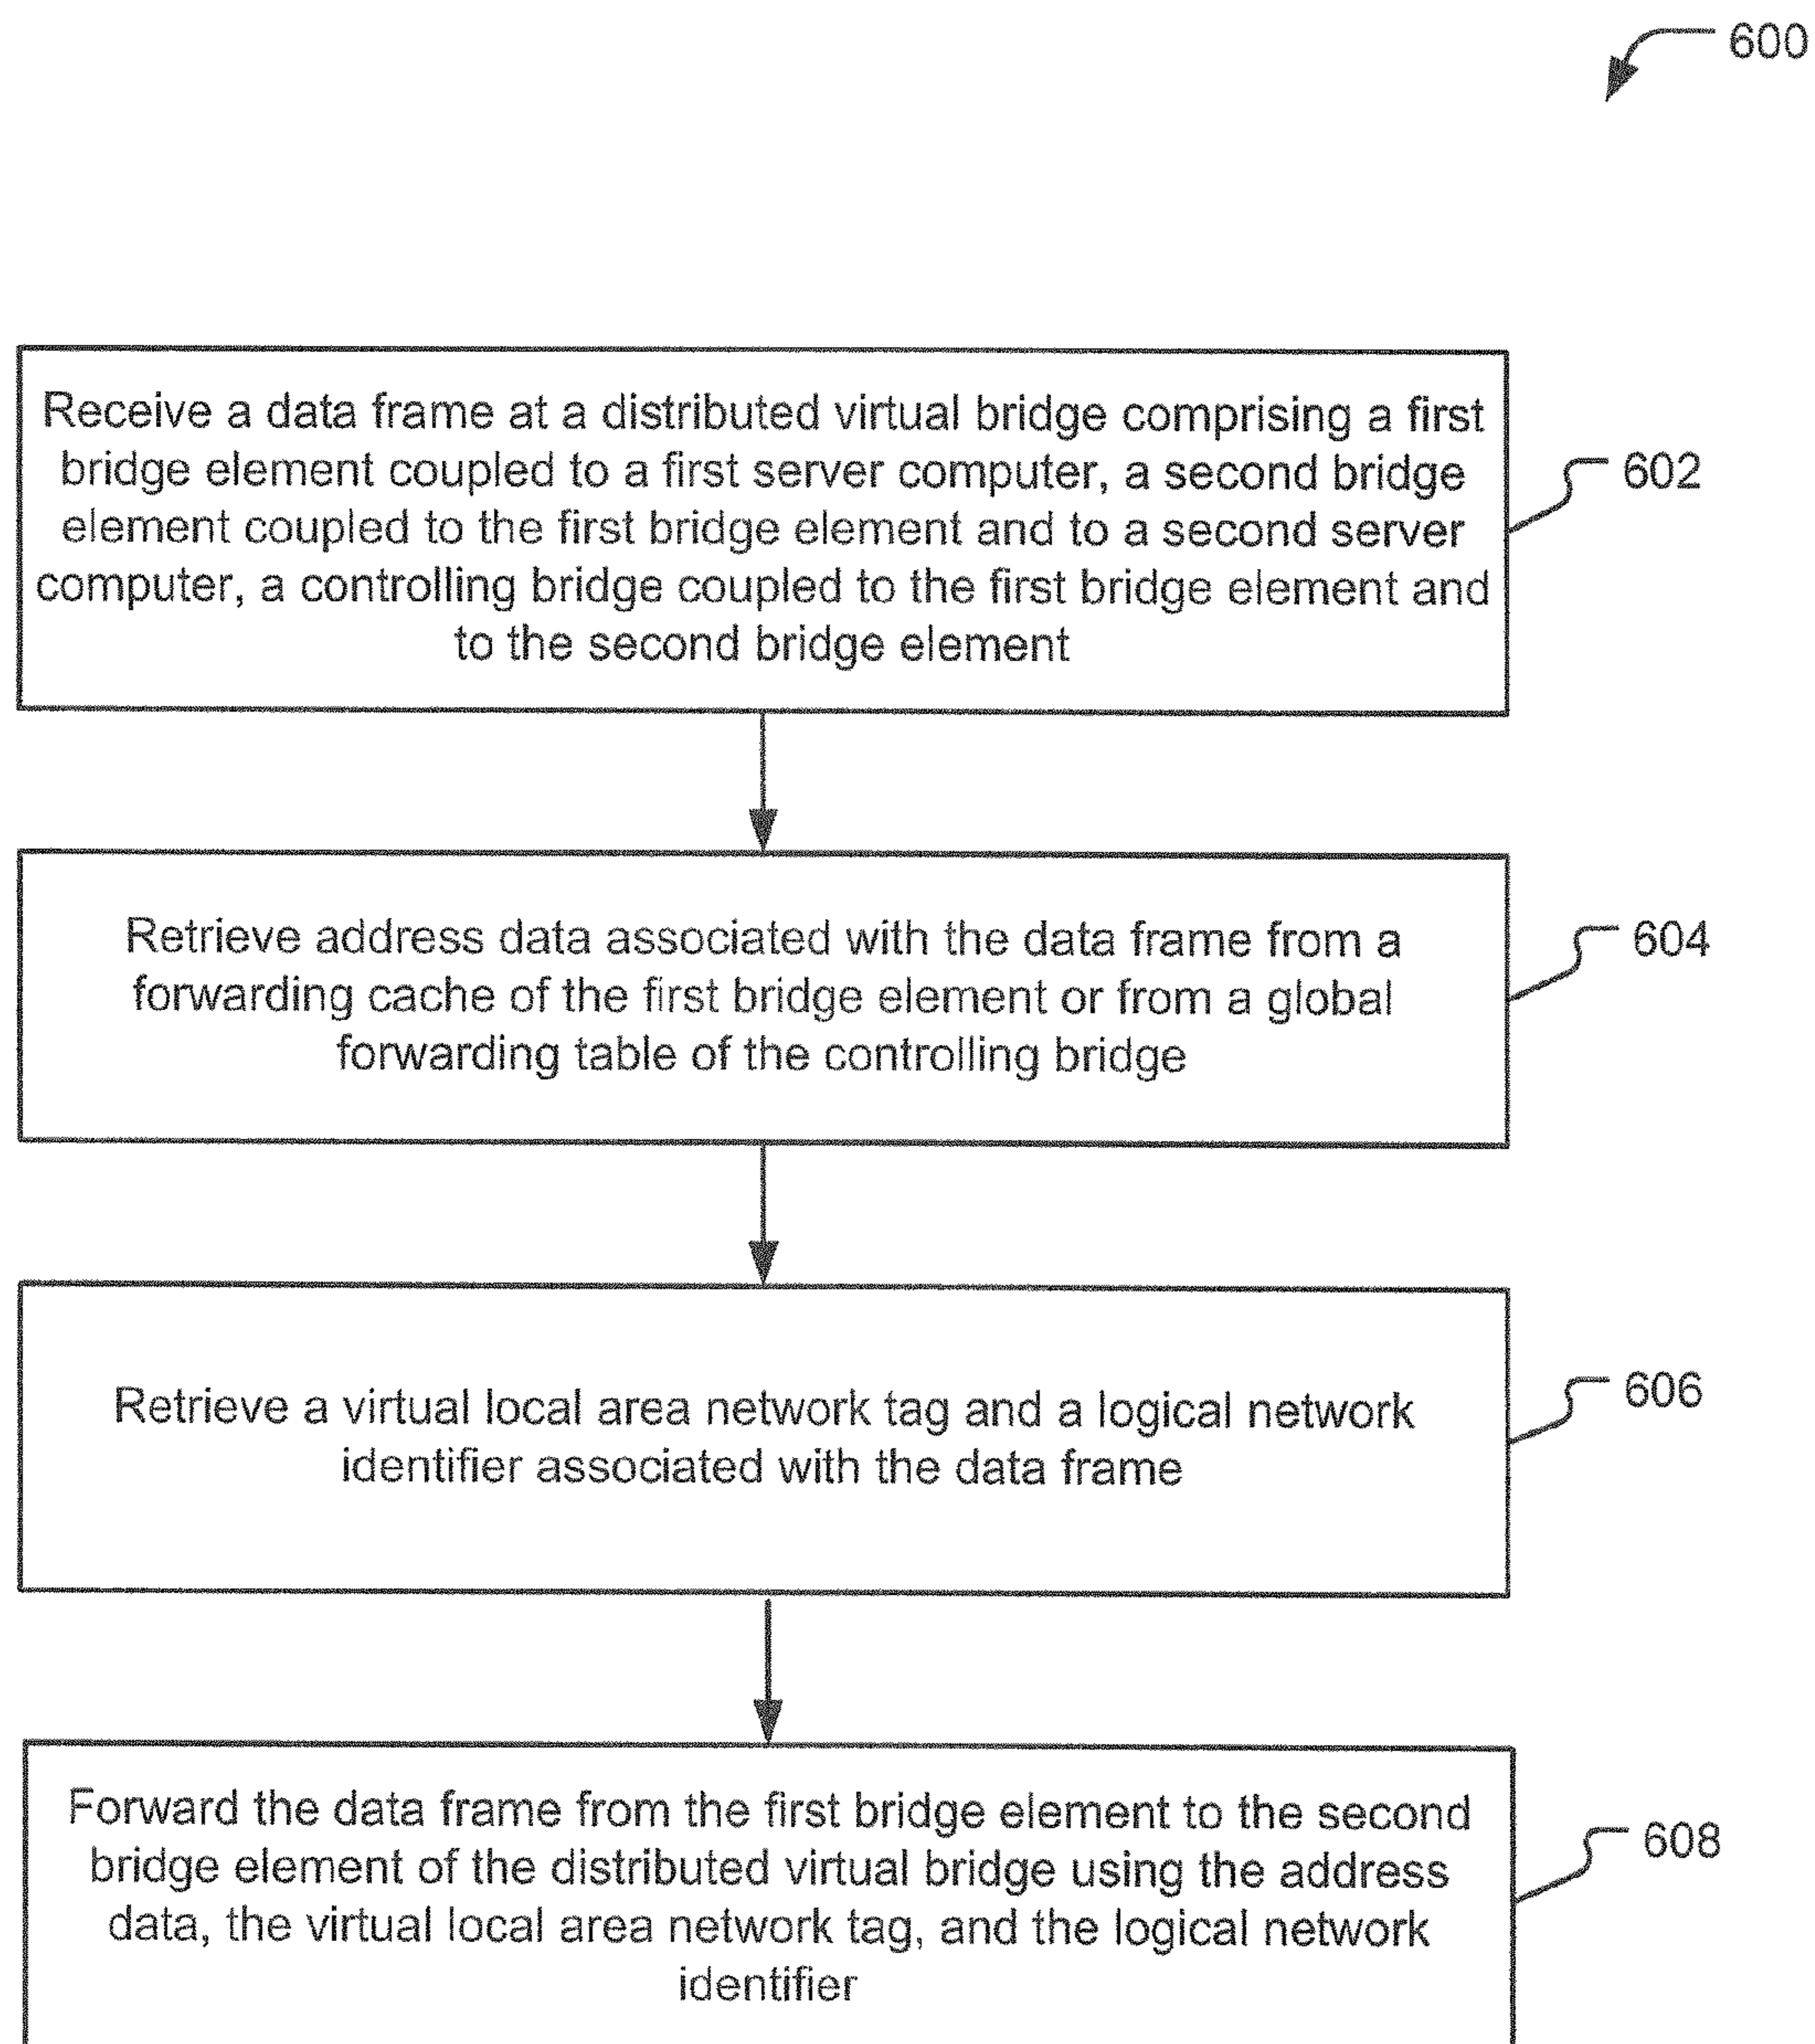 600
Receive a data frame at a distributed virtual bridge comprising a first
bridge element coupled to a first server computer, a second bridge
element coupled to the first bridge element and to a second server
computer, a controlling bridge coupled to the first bridge element and
to the second bridge element
602
Retrieve address data associated with the data frame from a
forwarding cache of the first bridge element or from a global
forwarding table of the controlling bridge
604
Retrieve a virtual local area network tag and a logical network
identifier associated with the data frame
606
Forward the data frame from the first bridge element to the second
bridge element of the distributed virtual bridge using the address
data, the virtual local area network tag, and the logical network
identifier
608